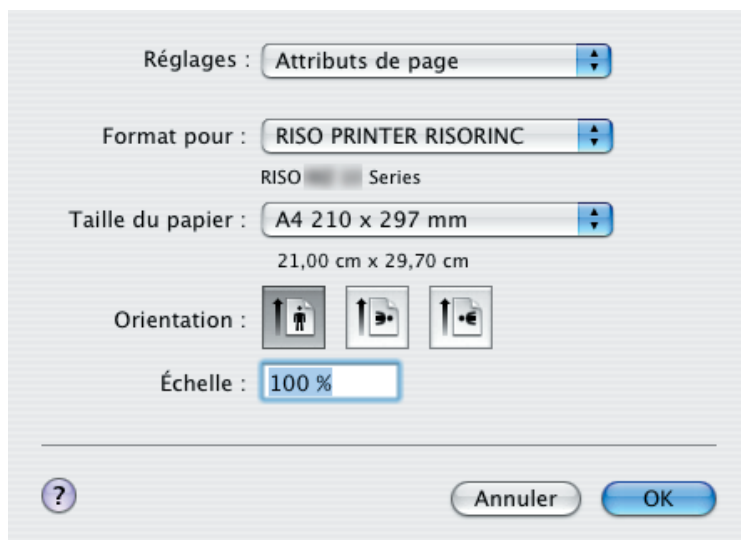 Réglages : Attributs de page
Format pour : RISO PRINTER RISORINC
RISO Series
Taille du papier : A4 210 x 297 mm
21,00 cm x 29,70 cm
Orientation :
Échelle : 100 %
?
Annuler OK